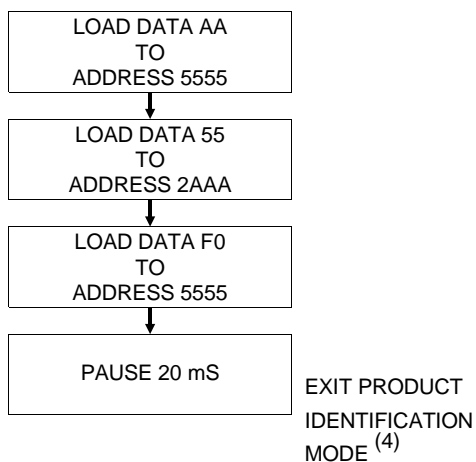 LOAD DATA AA
TO
ADDRESS 5555
LOAD DATA 55
TO
ADDRESS 2AAA
LOAD DATA F0
TO
ADDRESS 5555
PAUSE 20 mS
EXIT PRODUCT
IDENTIFICATION
MODE (4)